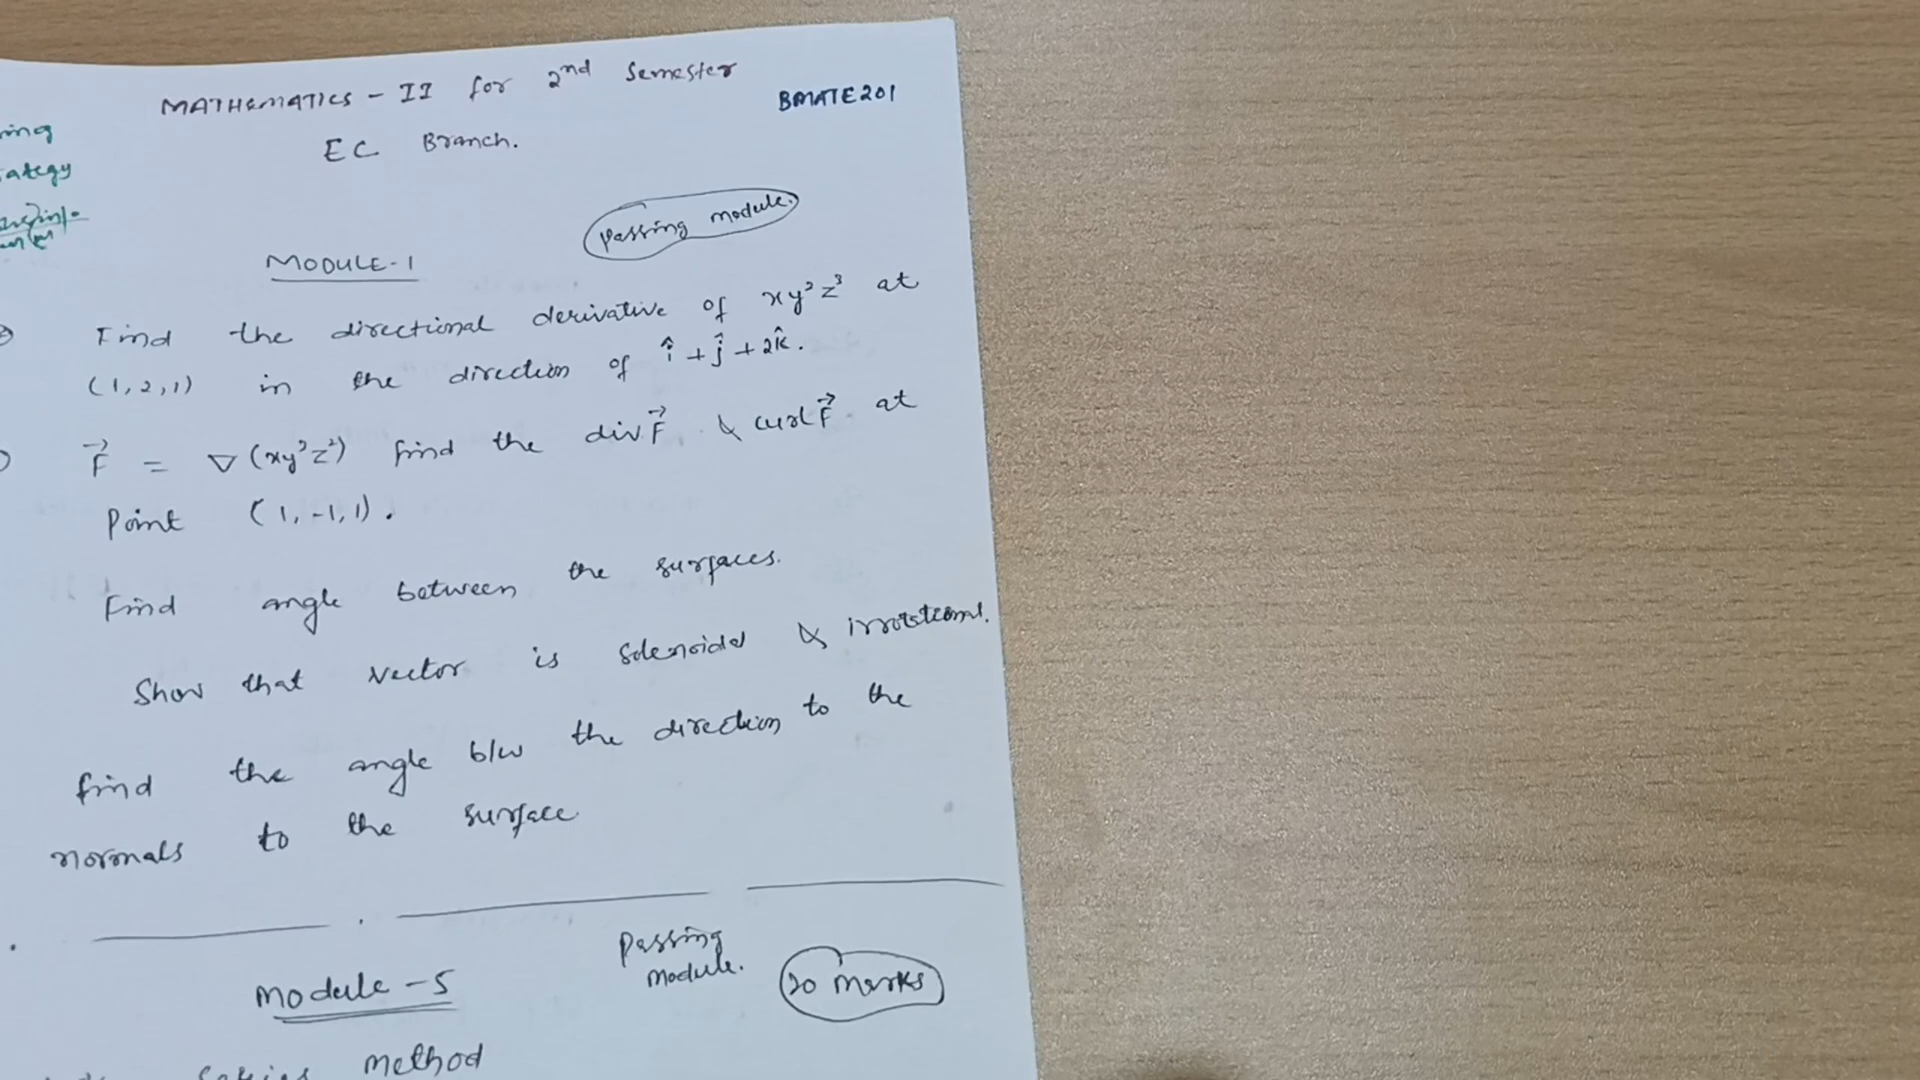 MATHEMATICS - II for 2nd Semester
BMATE201
EC Branch.
passing module.
MODULE-1
Find the directional derivative of xy²z³ at
(1,2,1) in the direction of î + ĵ + 2k̂.
F⃗ = ∇(xy³z²) find the div F⃗ & curl F⃗ at
Point (1,-1,1).
Find angle between the surfaces.
Show that vector is solenoidal & irrotational.
find the angle b/w the direction to the
normals to the surface
Passing
module.
Module - 5
20 marks
method